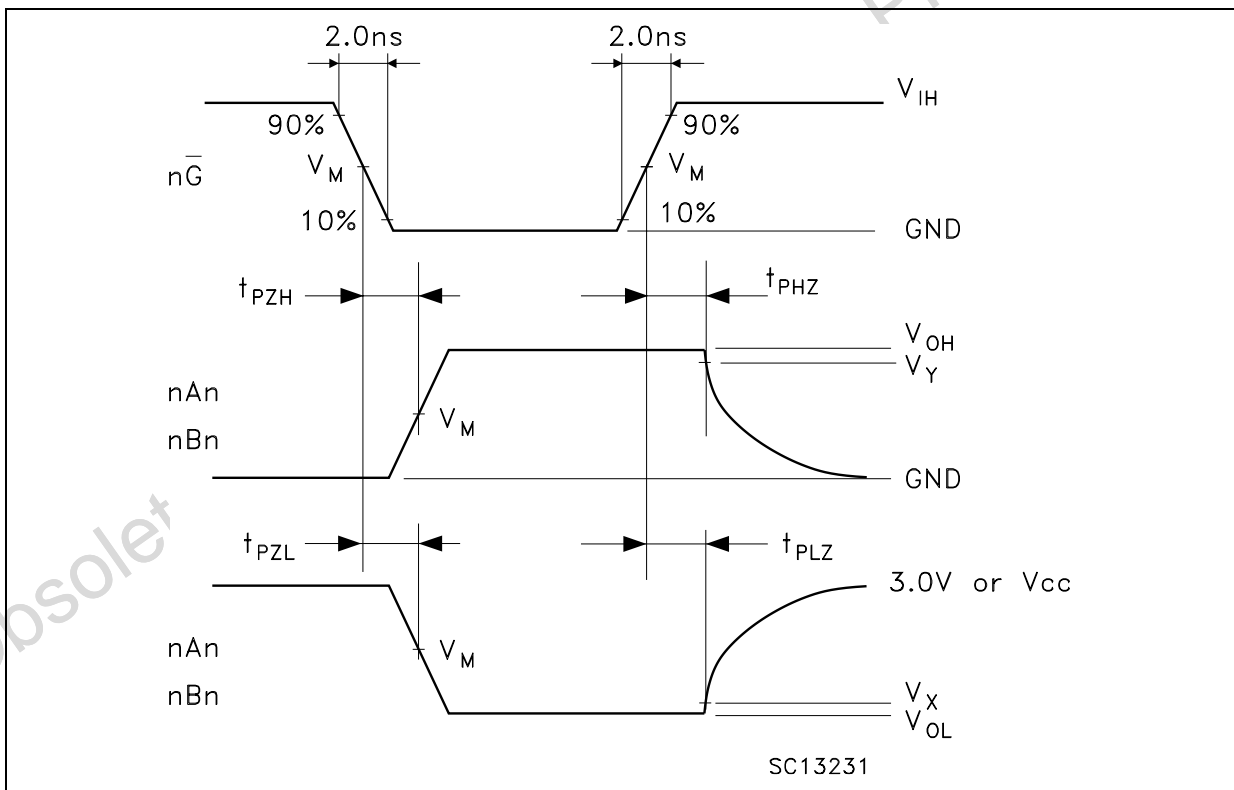 2.0ns 2.0ns
V_IH
90% 90%
nG̅ V_M V_M
10% 10%
GND
t_PZH t_PHZ
V_OH
V_Y
nAn
V_M
nBn
GND
t_PZL t_PLZ
3.0V or Vcc
nAn
V_M
nBn
V_X
V_OL
SC13231